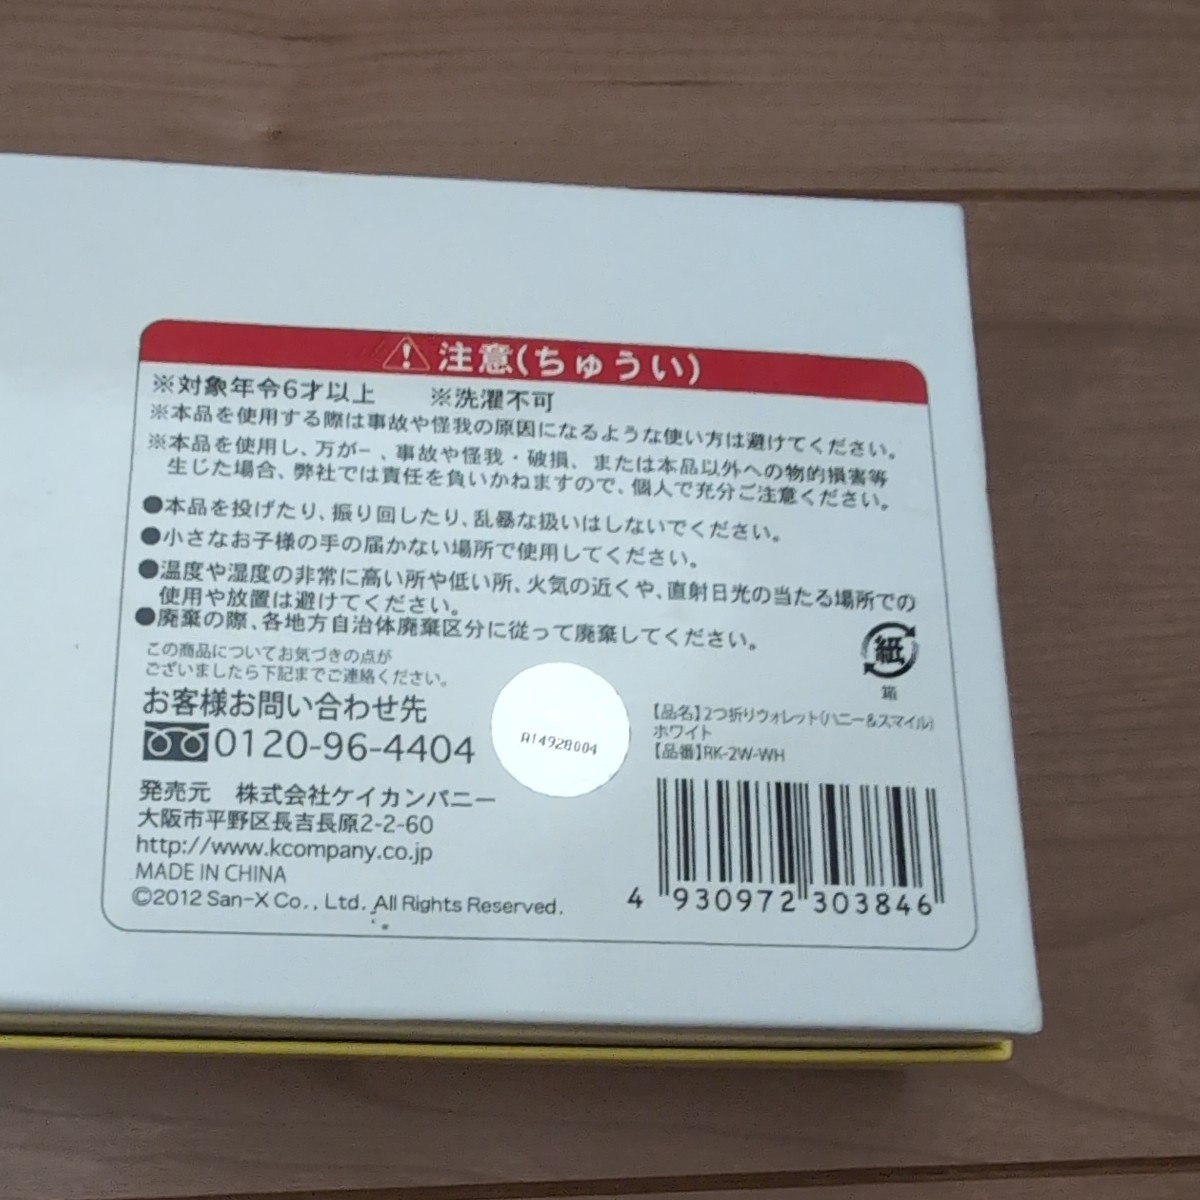 注意(ちゅうい)
※対象年令6才以上 ※洗濯不可
※本品を使用する際は事故や怪我の原因になるような使い方は避けてください。
※本品を使用し、万が一、事故や怪我・破損、または本品以外への物的損害等
生じた場合、弊社では責任を負いかねますので、個人で充分ご注意ください。
●本品を投げたり、振り回したり、乱暴な扱いはしないでください。
●小さなお子様の手の届かない場所で使用してください。
●温度や湿度の非常に高い所や低い所、火気の近くや、直射日光の当たる場所での
使用や放置は避けてください。
●廃棄の際、各地方自治体廃棄区分に従って廃棄してください。
紙
箱
この商品についてお気づきの点が
ございましたら下記までご連絡ください。
お客様お問い合わせ先
0120-96-4404
A14928004
発売元 株式会社ケイカンパニー
大阪市平野区長吉長原2-2-60
http://www.kcompany.co.jp
MADE IN CHINA
©2012 San-X Co., Ltd. All Rights Reserved.
【品名】2つ折りウォレット(ハニー&スマイル)
ホワイト
【品番】RK-2W-WH
4 930972 303846